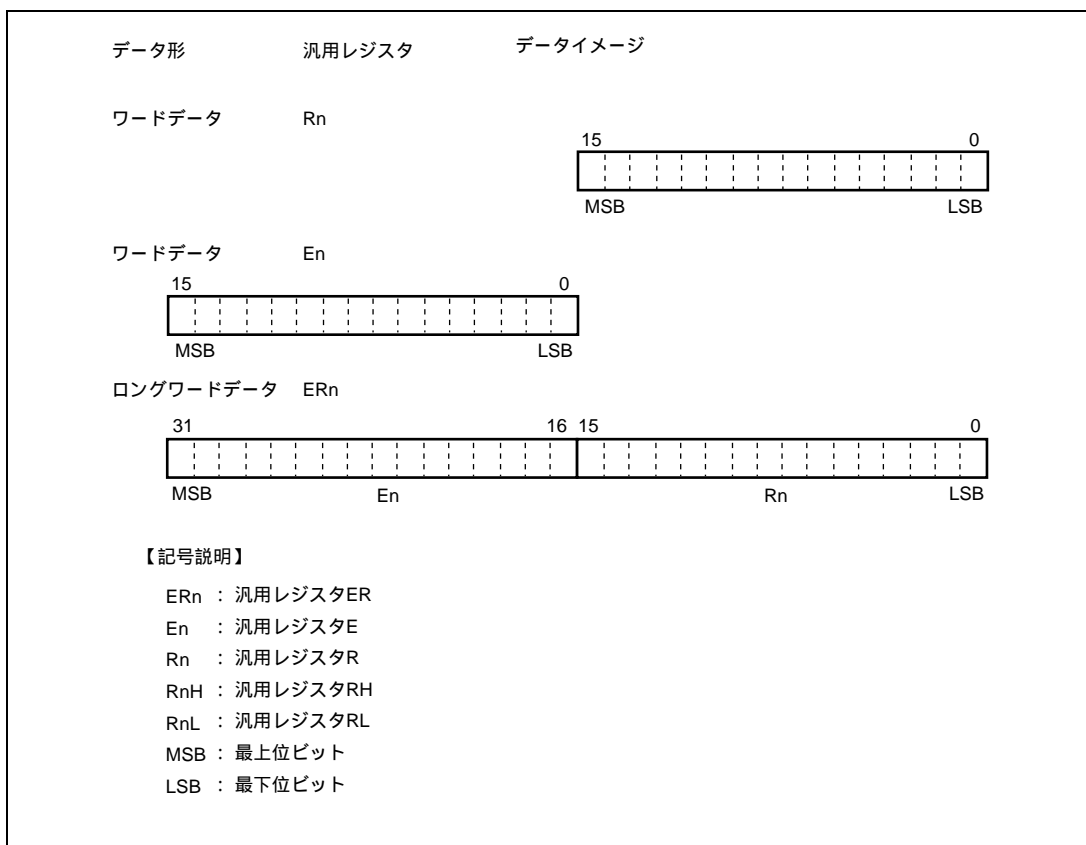 データ形 汎用レジスタ データイメージ
ワードデータ Rn
15 0
MSB LSB
ワードデータ En
15 0
MSB LSB
ロングワードデータ ERn
31 16 15 0
MSB En Rn LSB
【記号説明】
ERn : 汎用レジスタER
En : 汎用レジスタE
Rn : 汎用レジスタR
RnH : 汎用レジスタRH
RnL : 汎用レジスタRL
MSB : 最上位ビット
LSB : 最下位ビット